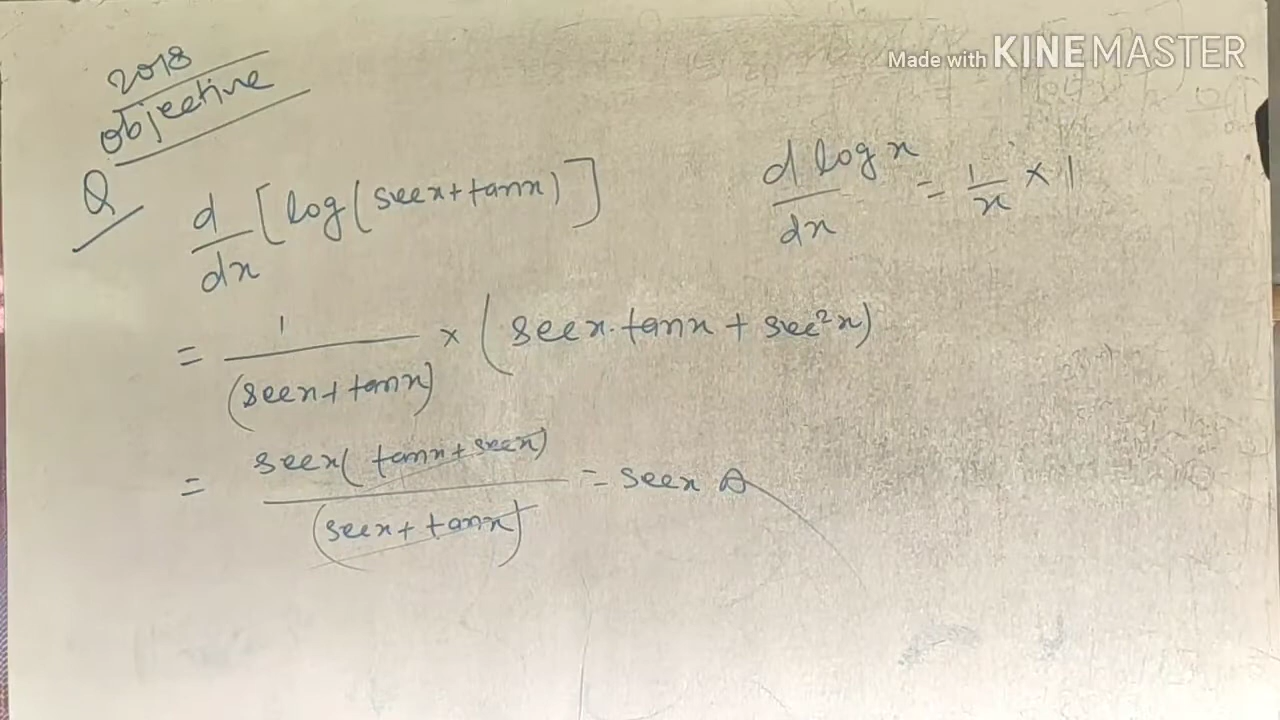 Made with KINEMASTER
2018
objective
Q d/dx [log(secx+tanx)]
d log x/dx = 1/x × 1
= 1/(secx+tanx) × (secx.tanx + sec²x)
= secx(tanx+secx)/(secx+tanx) = secx A